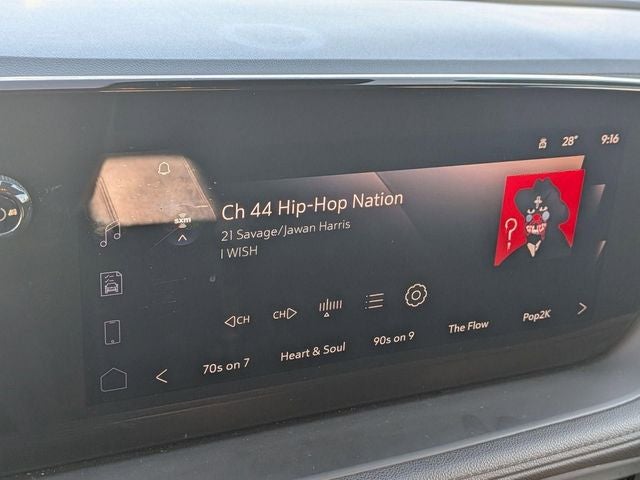 28° 9:16
sxm
Ch 44 Hip-Hop Nation
21 Savage/Jawan Harris
I WISH
?
CH CH
70s on 7 Heart & Soul 90s on 9 The Flow Pop2K